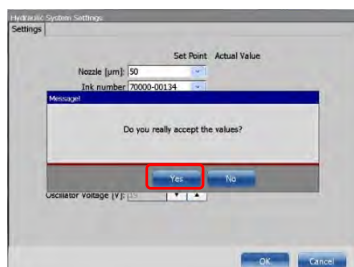 Hydraulic System Settings
Settings
Set Point Actual Value
Nozzle [µm]: 50
Ink number 70000-00134
Message!
Do you really accept the values?
Yes No
Oscillator Voltage [V]:
OK Cancel